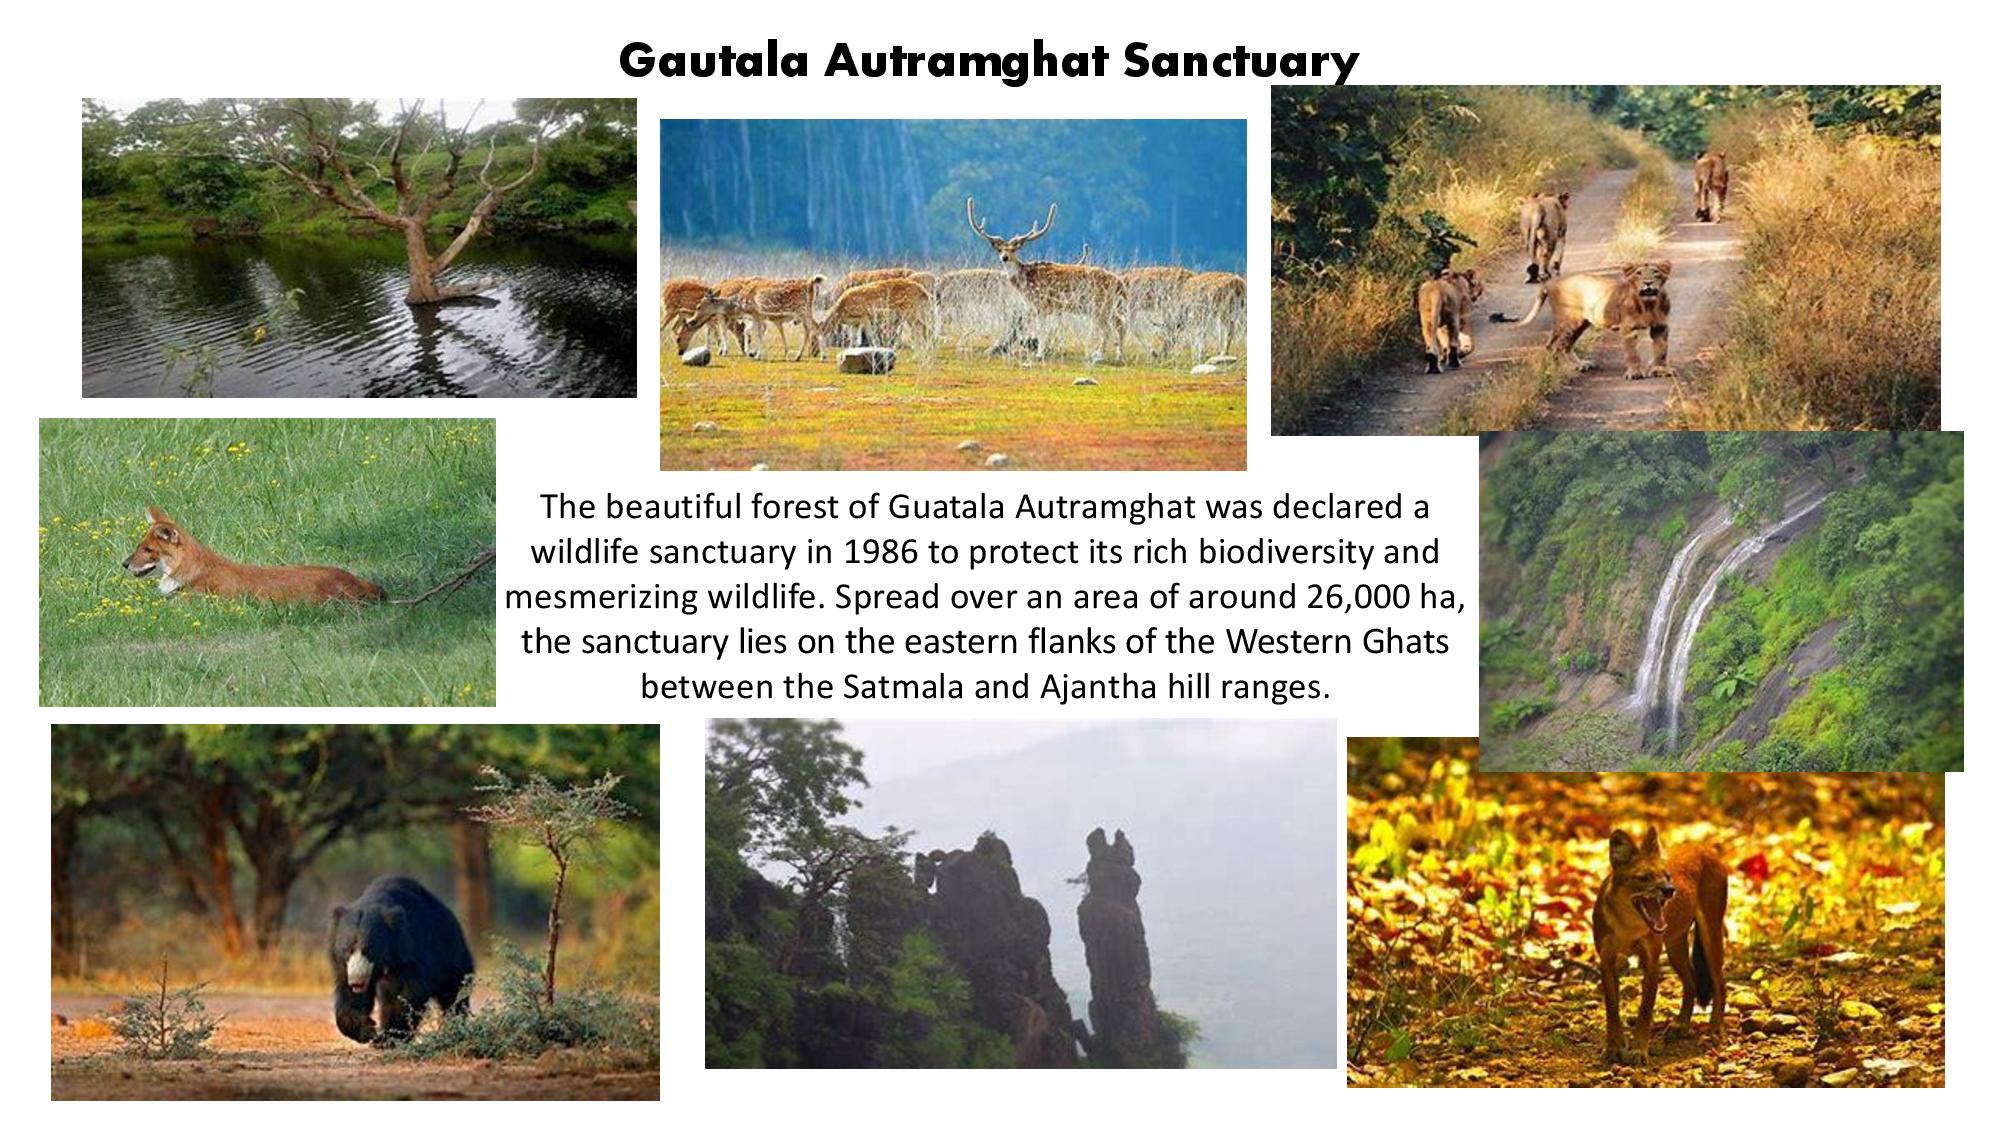 Gautala Autramghat Sanctuary
The beautiful forest of Guatala Autramghat was declared a
wildlife sanctuary in 1986 to protect its rich biodiversity and
mesmerizing wildlife. Spread over an area of around 26,000 ha,
the sanctuary lies on the eastern flanks of the Western Ghats
between the Satmala and Ajantha hill ranges.